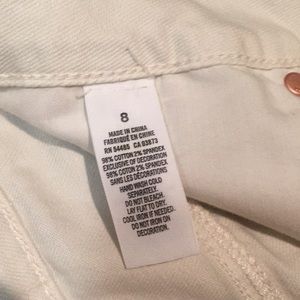 8
MADE IN CHINA
FABRIQUÉ EN CHINE
RN 54485 CA 03873
98% COTTON 2% SPANDEX
EXCLUSIVE OF DECORATION
98% COTON 2% SPANDEX
SANS LES DÉCORATIONS
HAND WASH COLD
SEPARATELY.
DO NOT BLEACH.
LAY FLAT TO DRY.
COOL IRON IF NEEDED.
DO NOT IRON ON
DECORATION.